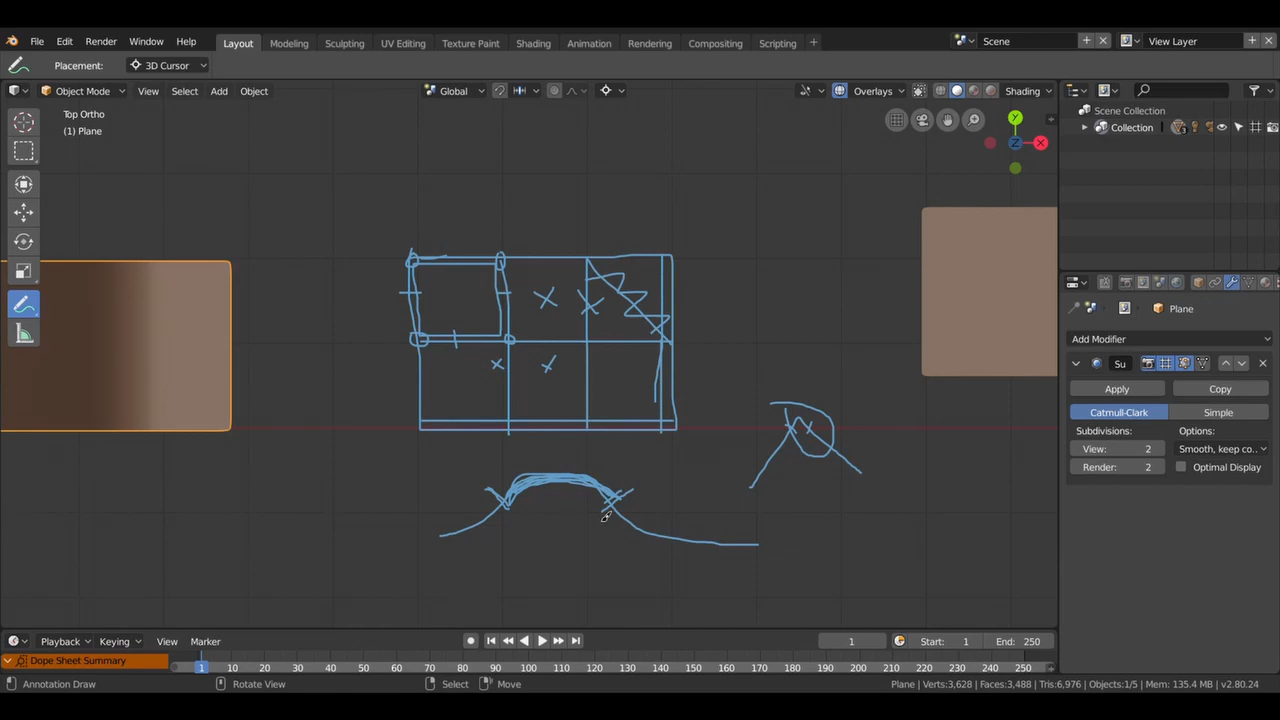 File Edit Render Window Help Layout Modeling Sculpting UV Editing Texture Paint Shading Animation Rendering Compositing Scripting + Scene View Layer
Placement: 3D Cursor
Object Mode View Select Add Object Global Overlays Shading
Top Ortho
(1) Plane
Y
Z X
Scene Collection
Collection
Plane
Add Modifier
Su
Apply Copy
Catmull-Clark Simple
Subdivisions: Options:
View: 2 Smooth, keep co..
Render: 2 Optimal Display
Playback Keying View Marker 1 Start: 1 End: 250
Dope Sheet Summary 1 10 20 30 40 50 60 70 80 90 100 110 120 130 140 150 160 170 180 190 200 210 220 230 240 250
Annotation Draw Rotate View Select Move Plane | Verts:3,628 | Faces:3,488 | Tris:6,976 | Objects:1/5 | Mem: 135.4 MB | v2.80.24